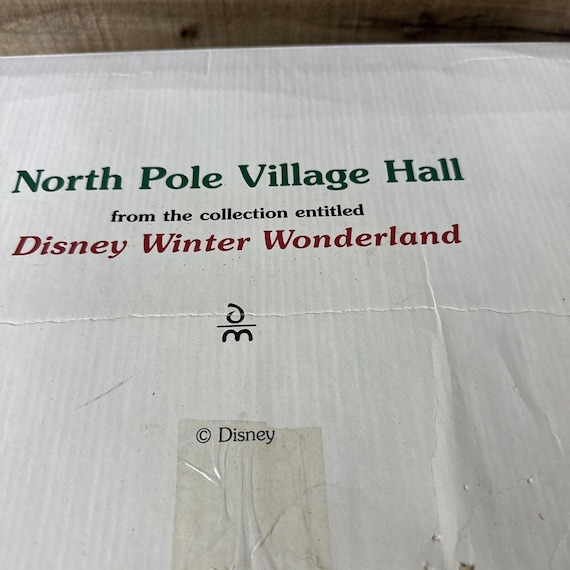 North Pole Village Hall
from the collection entitled
Disney Winter Wonderland
© Disney